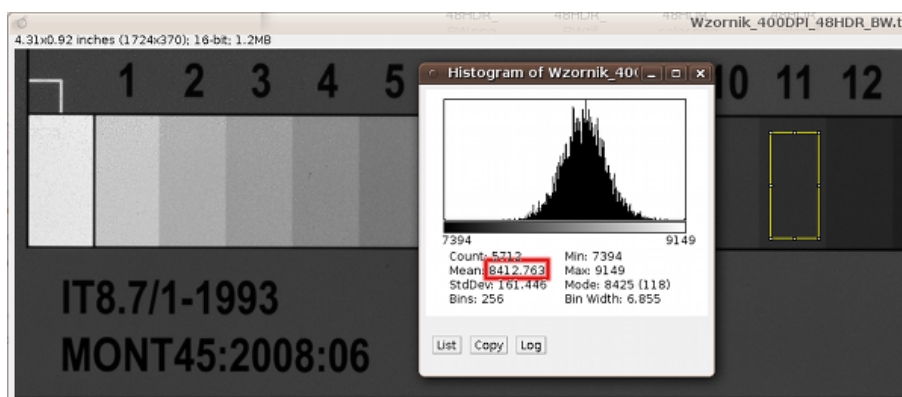 Wzornik_400DPI_48HDR_BW.t
4.31x0.92 inches (1724x370); 16-bit; 1.2MB
1 2 3 4 5 10 11 12
Histogram of Wzornik_40(
7394 9149
Count: 5712 Min: 7394
Mean: 8412.763 Max: 9149
StdDev: 161.446 Mode: 8425 (118)
Bins: 256 Bin Width: 6.855
List Copy Log
IT8.7/1-1993
MONT45:2008:06